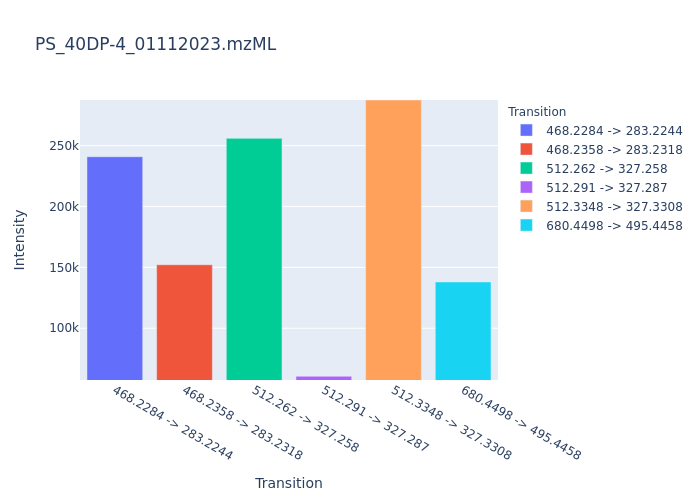 PS_40DP-4_01112023.mzML
Intensity
250k
200k
150k
100k
468.2284 -> 283.2244
468.2358 -> 283.2318
512.262 -> 327.258
512.291 -> 327.287
512.3348 -> 327.3308
680.4498 -> 495.4458
Transition
Transition
468.2284 -> 283.2244
468.2358 -> 283.2318
512.262 -> 327.258
512.291 -> 327.287
512.3348 -> 327.3308
680.4498 -> 495.4458